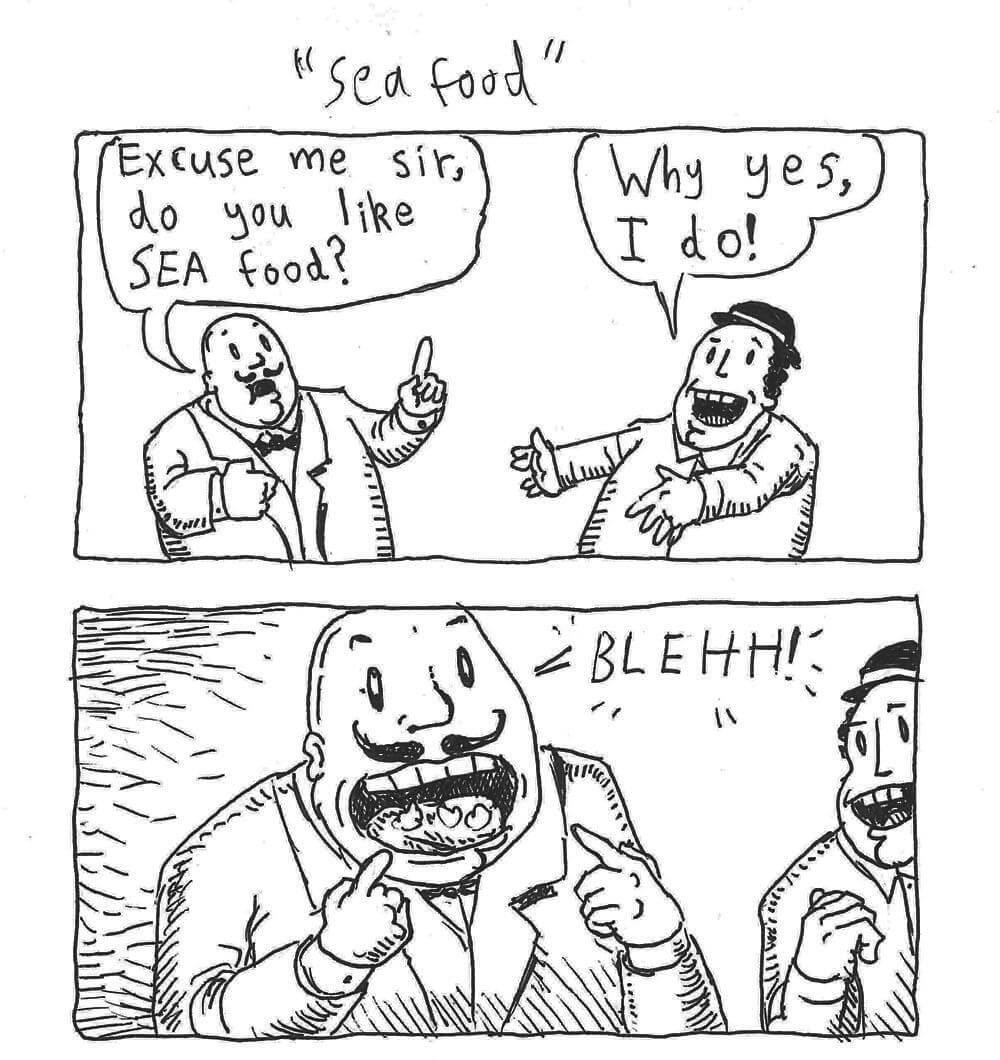 "Sea food"
Excuse me sir,
do you like
SEA food?
Why yes,
I do!
BLEHH!